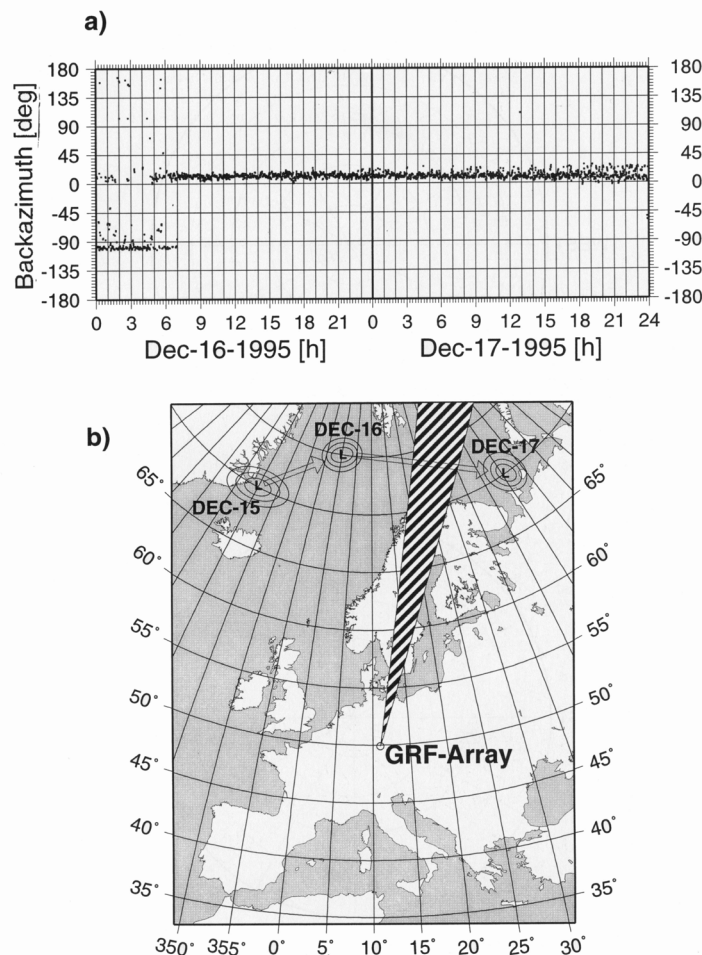 a)
180 180
135 135
90 90
45 45
0 0
-45 -45
-90 -90
-135 -135
-180 -180
Backazimuth [deg]
0 3 6 9 12 15 18 21 0 3 6 9 12 15 18 21 24
Dec-16-1995 [h] Dec-17-1995 [h]
b)
DEC-16
DEC-17
L
L
L
DEC-15
65° 65°
60° 60°
55° 55°
50° 50°
GRF-Array
45° 45°
40° 40°
35° 35°
350° 355° 0° 5° 10° 15° 20° 25° 30°